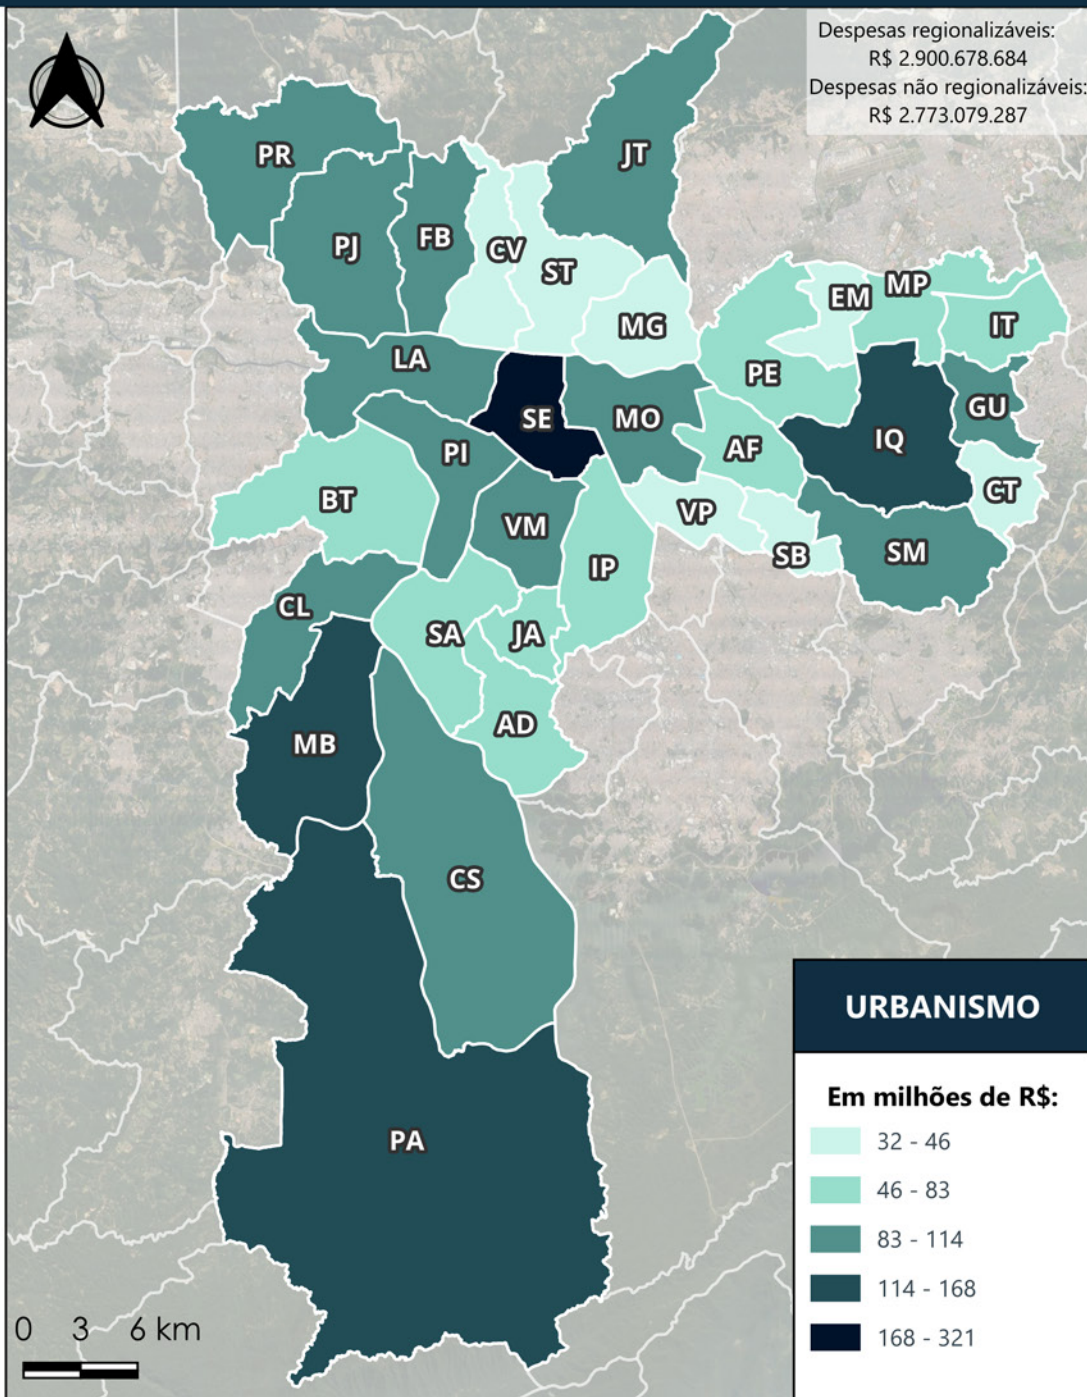 Despesas regionalizáveis:
R$ 2.900.678.684
Despesas não regionalizáveis:
R$ 2.773.079.287
PR
JT
PJ
FB
CV
ST
MG
EM
MP
IT
LA
PE
SE
MO
GU
PI
AF
IQ
BT
VM
VP
CT
IP
SB
SM
CL
SA
JA
AD
MB
CS
PA
URBANISMO
Em milhões de R$:
32 - 46
46 - 83
83 - 114
114 - 168
168 - 321
0 3 6 km